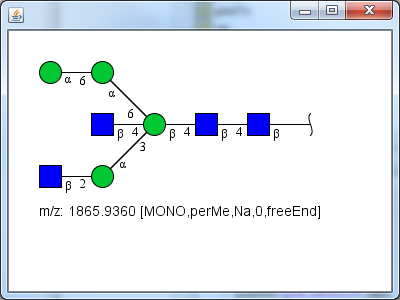 α 6
α
6
β 4 β 4 β 4 β
3
α
β 2
m/z: 1865.9360 [MONO,perMe,Na,0,freeEnd]